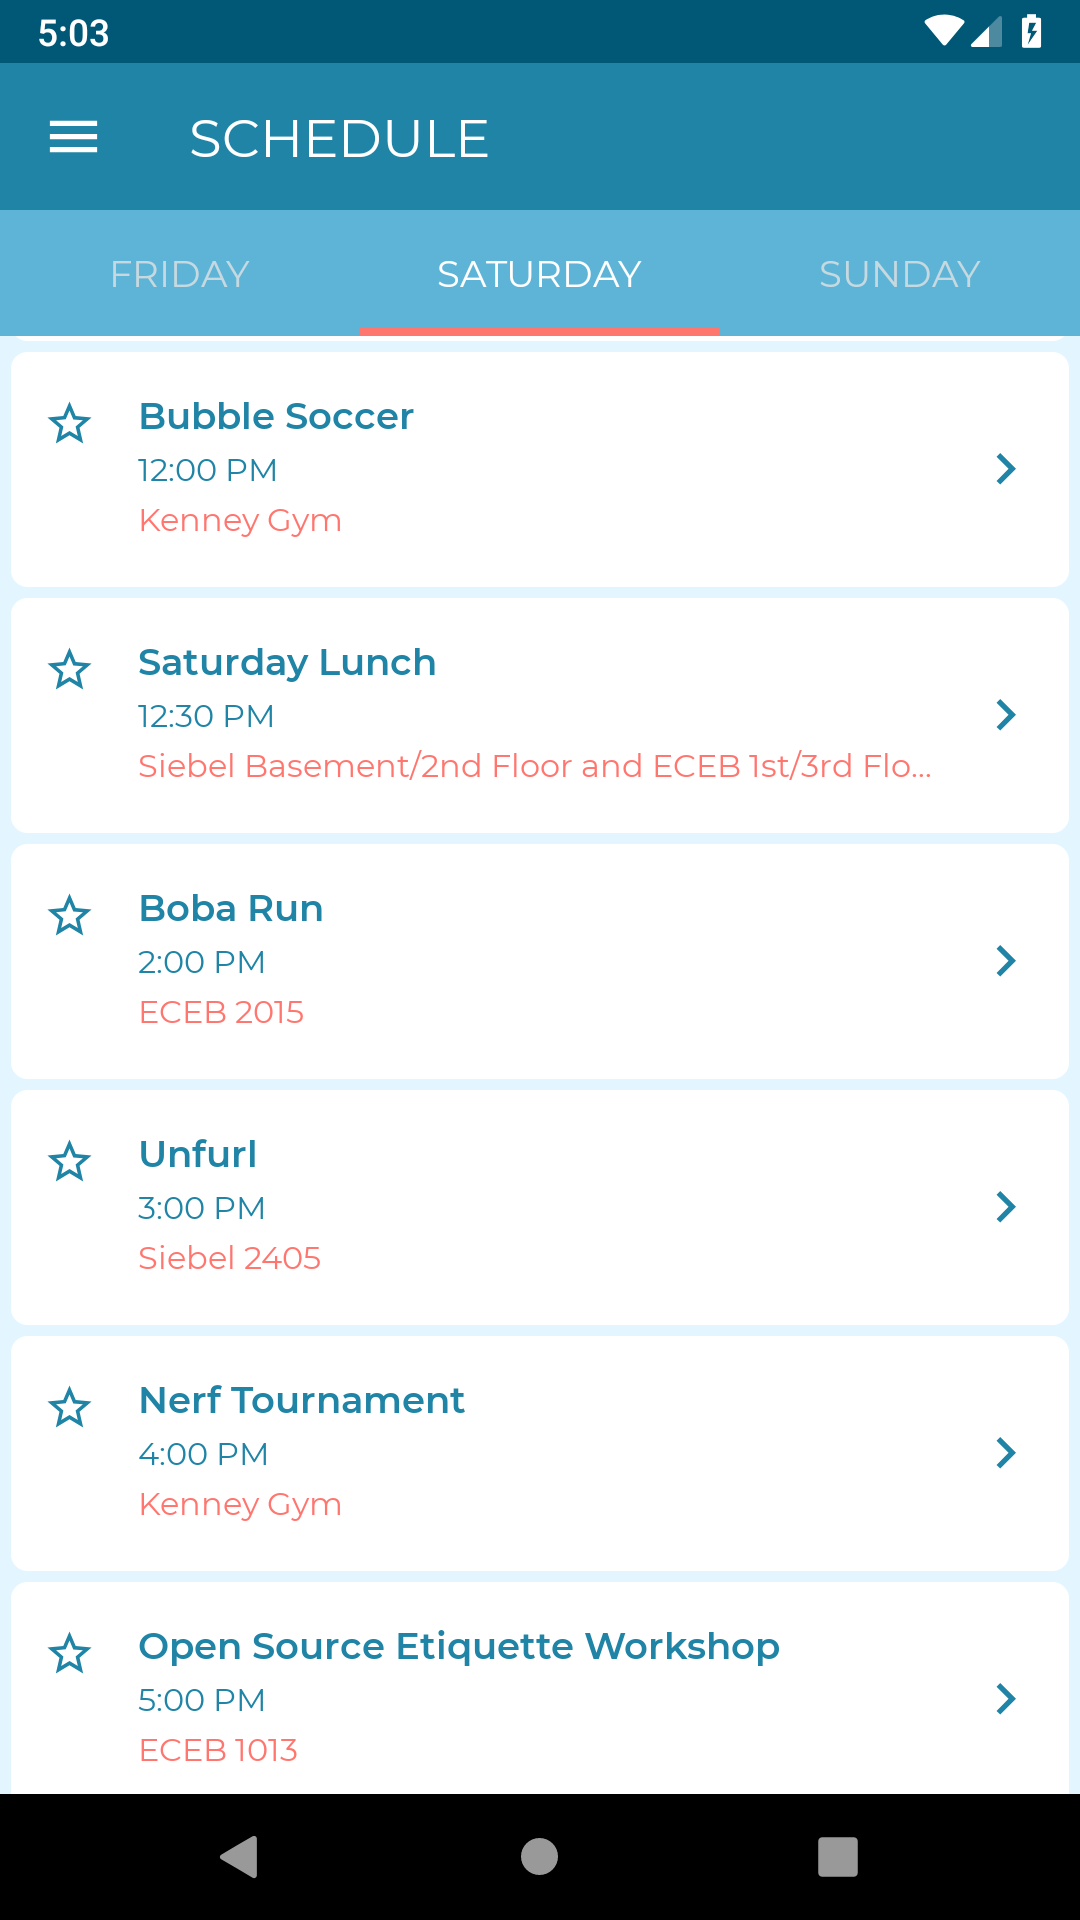 5:03
SCHEDULE
FRIDAY
SATURDAY
SUNDAY
Bubble Soccer
12:00 PM
Kenney Gym
Saturday Lunch
12:30 PM
Siebel Basement/2nd Floor and ECEB 1st/3rd Flo...
Boba Run
2:00 PM
ECEB 2015
Unfurl
3:00 PM
Siebel 2405
Nerf Tournament
4:00 PM
Kenney Gym
Open Source Etiquette Workshop
5:00 PM
ECEB 1013